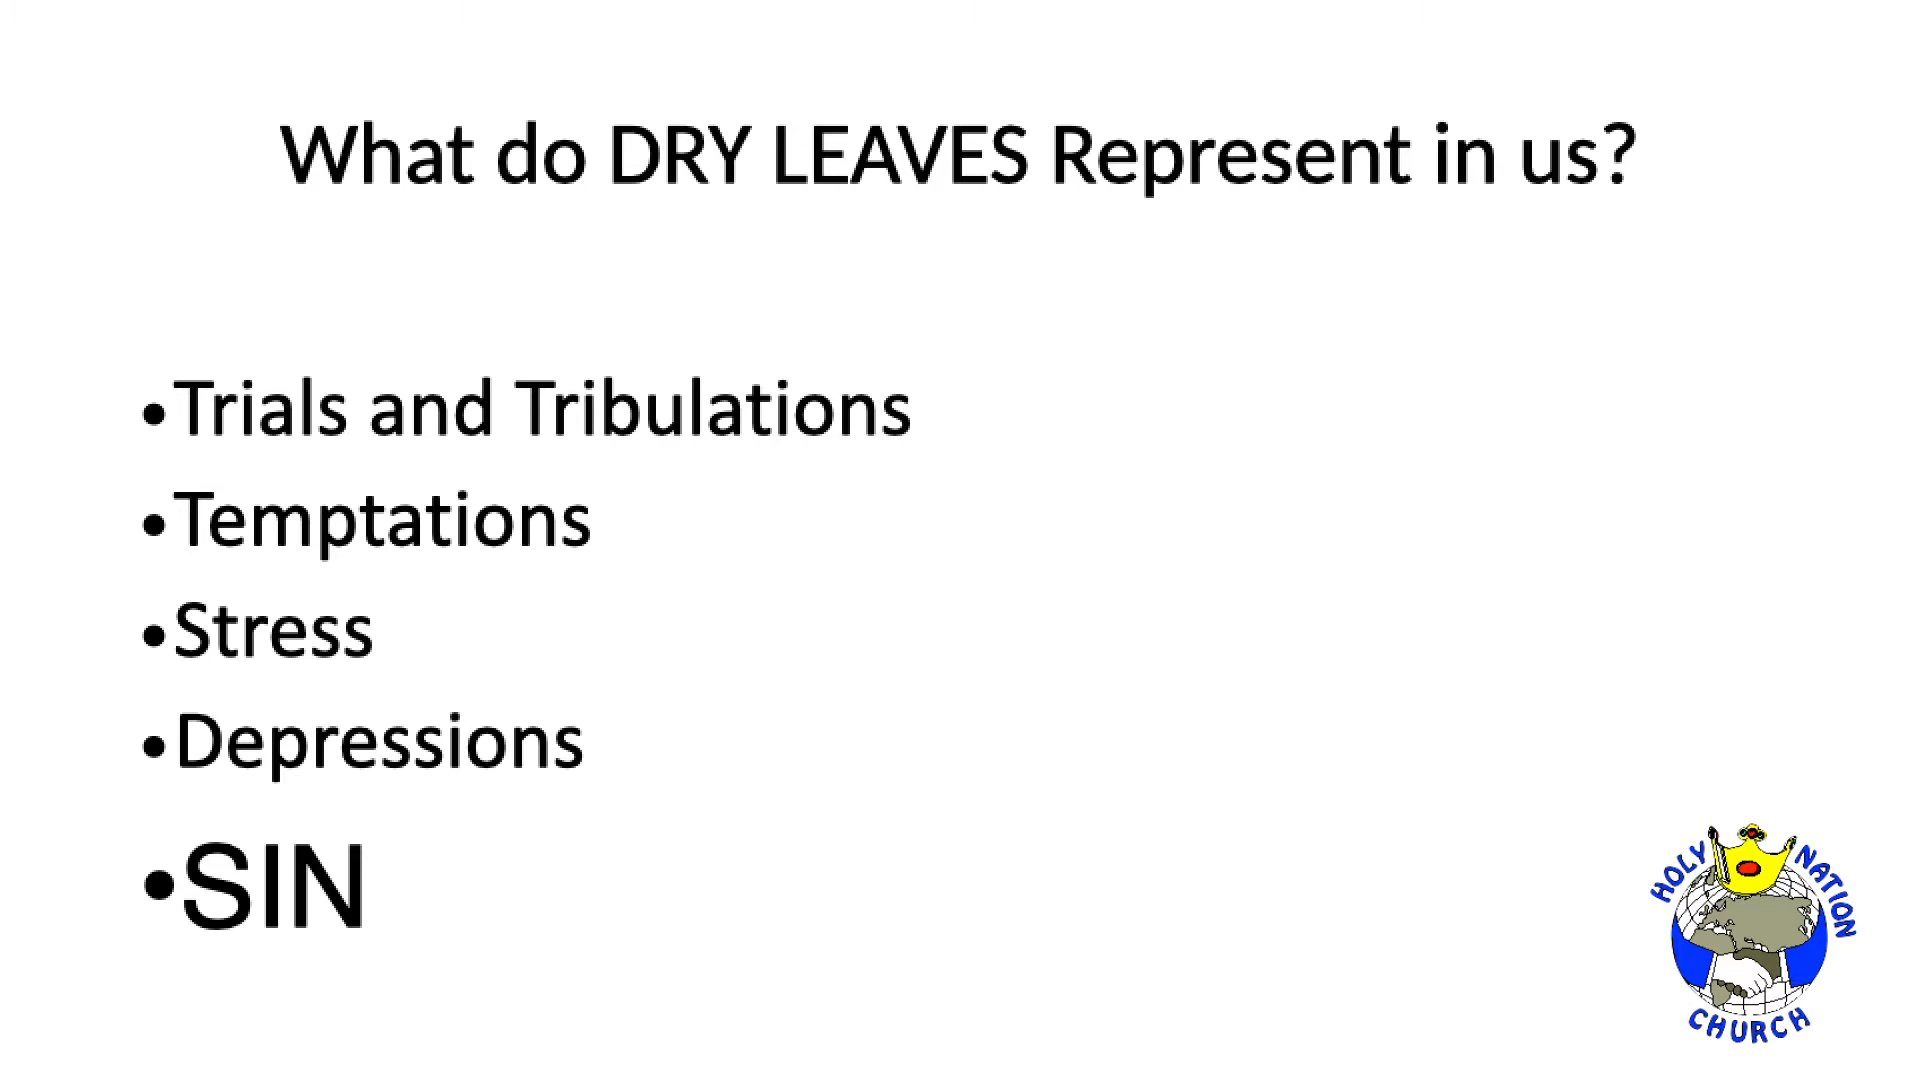 What do DRY LEAVES Represent in us?
•Trials and Tribulations
•Temptations
•Stress
•Depressions
•SIN
HOLY NATION
CHURCH